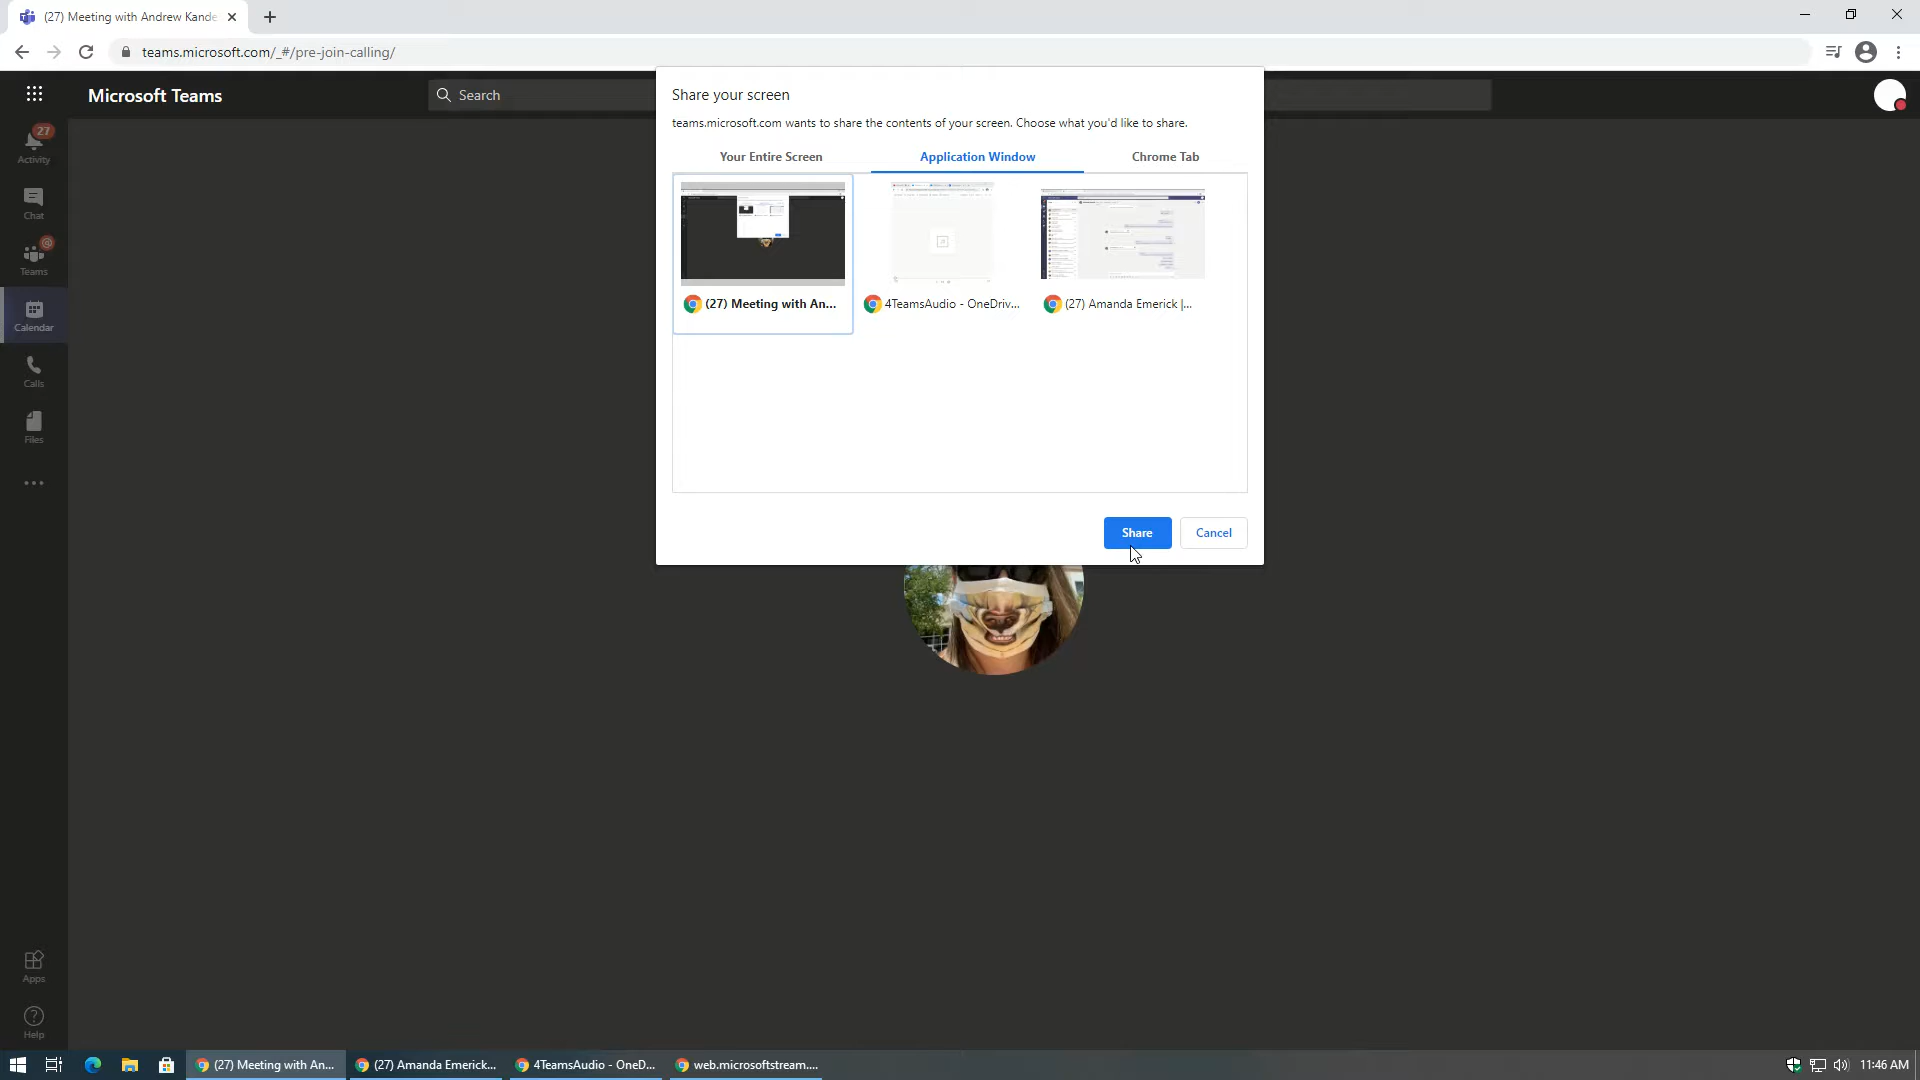 (27) Meeting with Andrew Kande
teams.microsoft.com/_#/pre-join-calling/
Microsoft Teams
Search
27
Activity
Chat
Teams
Calendar
Calls
Files
Apps
Help
Share your screen
teams.microsoft.com wants to share the contents of your screen. Choose what you'd like to share.
Your Entire Screen
Application Window
Chrome Tab
(27) Meeting with An...
4TeamsAudio - OneDriv...
(27) Amanda Emerick |...
Share
Cancel
(27) Meeting with An...
(27) Amanda Emerick...
4TeamsAudio - OneD...
web.microsoftstream....
11:46 AM